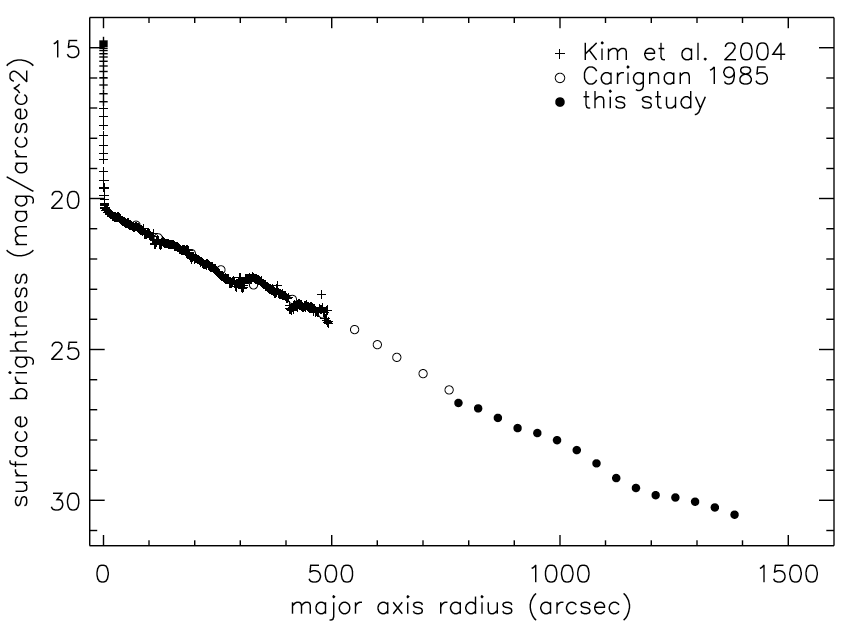 15
+ Kim et al. 2004
○ Carignan 1985
● this study
20
25
30
surface brightness (mag/arcsec^2)
0 500 1000 1500
major axis radius (arcsec)